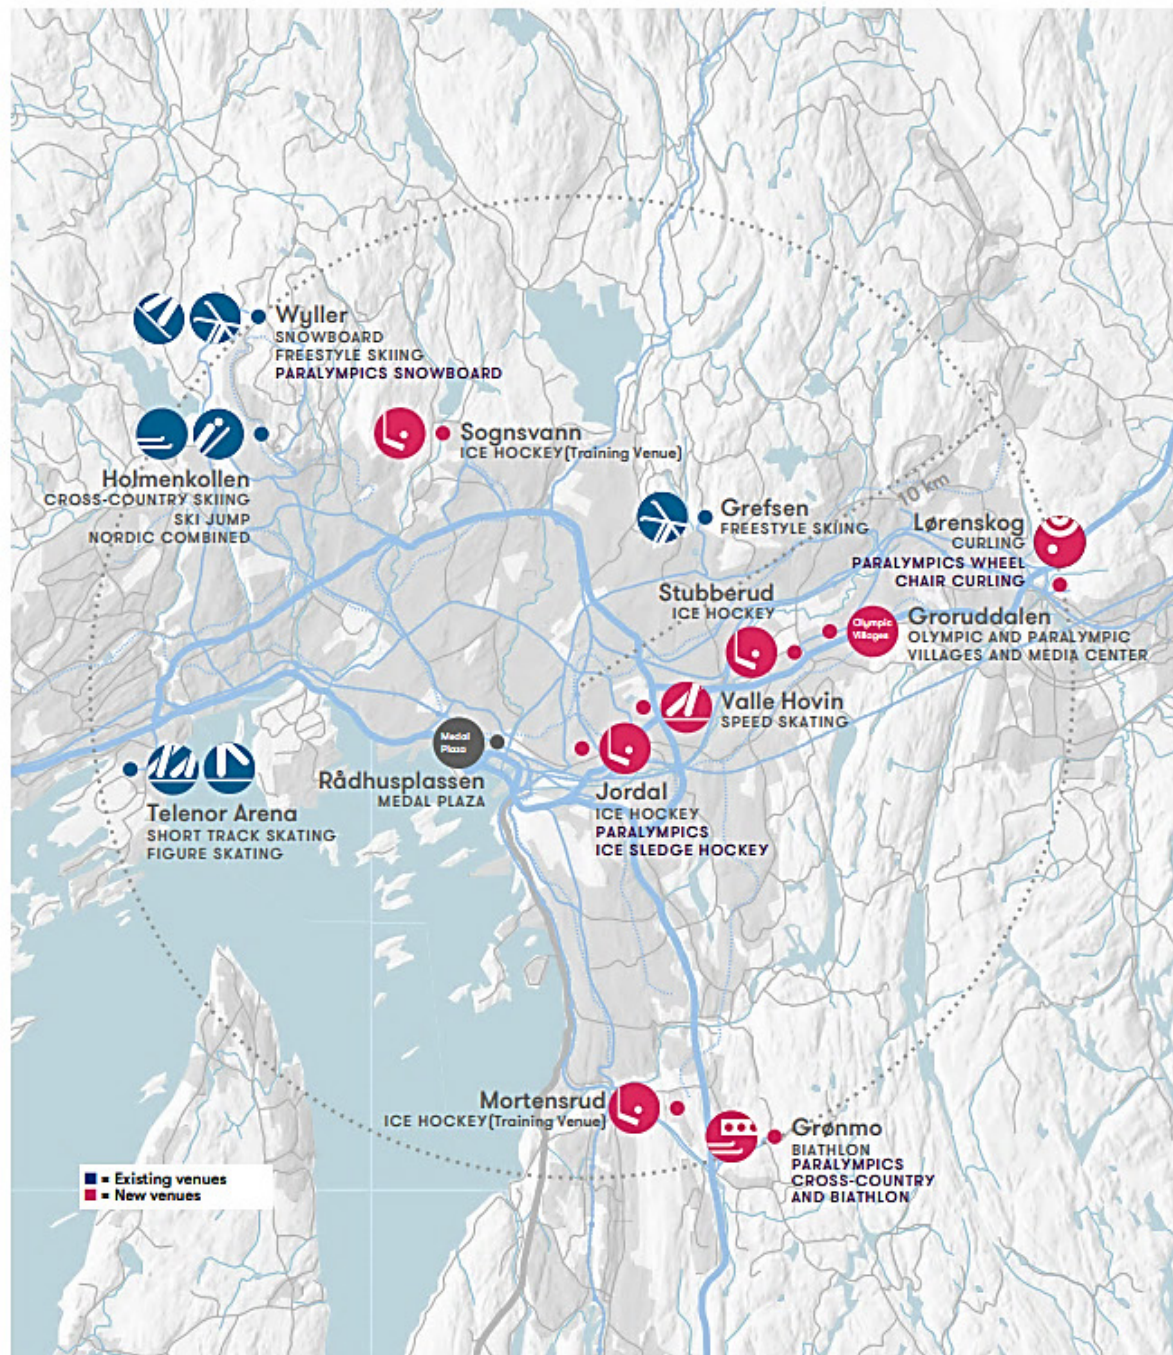 Wyller
SNOWBOARD
FREESTYLE SKIING
PARALYMPICS SNOWBOARD
Sognsvann
ICE HOCKEY(Training Venue)
Holmenkollen
CROSS-COUNTRY SKIING
SKI JUMP
NORDIC COMBINED
10 km
Grefsen
FREESTYLE SKIING
Lørenskog
CURLING
PARALYMPICS WHEEL
CHAIR CURLING
Stubberud
ICE HOCKEY
Olympic
Villages
Groruddalen
OLYMPIC AND PARALYMPIC
VILLAGES AND MEDIA CENTER
Valle Hovin
SPEED SKATING
Medal
Plaza
Rådhusplassen
MEDAL PLAZA
Jordal
ICE HOCKEY
PARALYMPICS
ICE SLEDGE HOCKEY
Telenor Arena
SHORT TRACK SKATING
FIGURE SKATING
Mortensrud
ICE HOCKEY(Training Venue)
Grønmo
BIATHLON
PARALYMPICS
CROSS-COUNTRY
AND BIATHLON
= Existing venues
= New venues